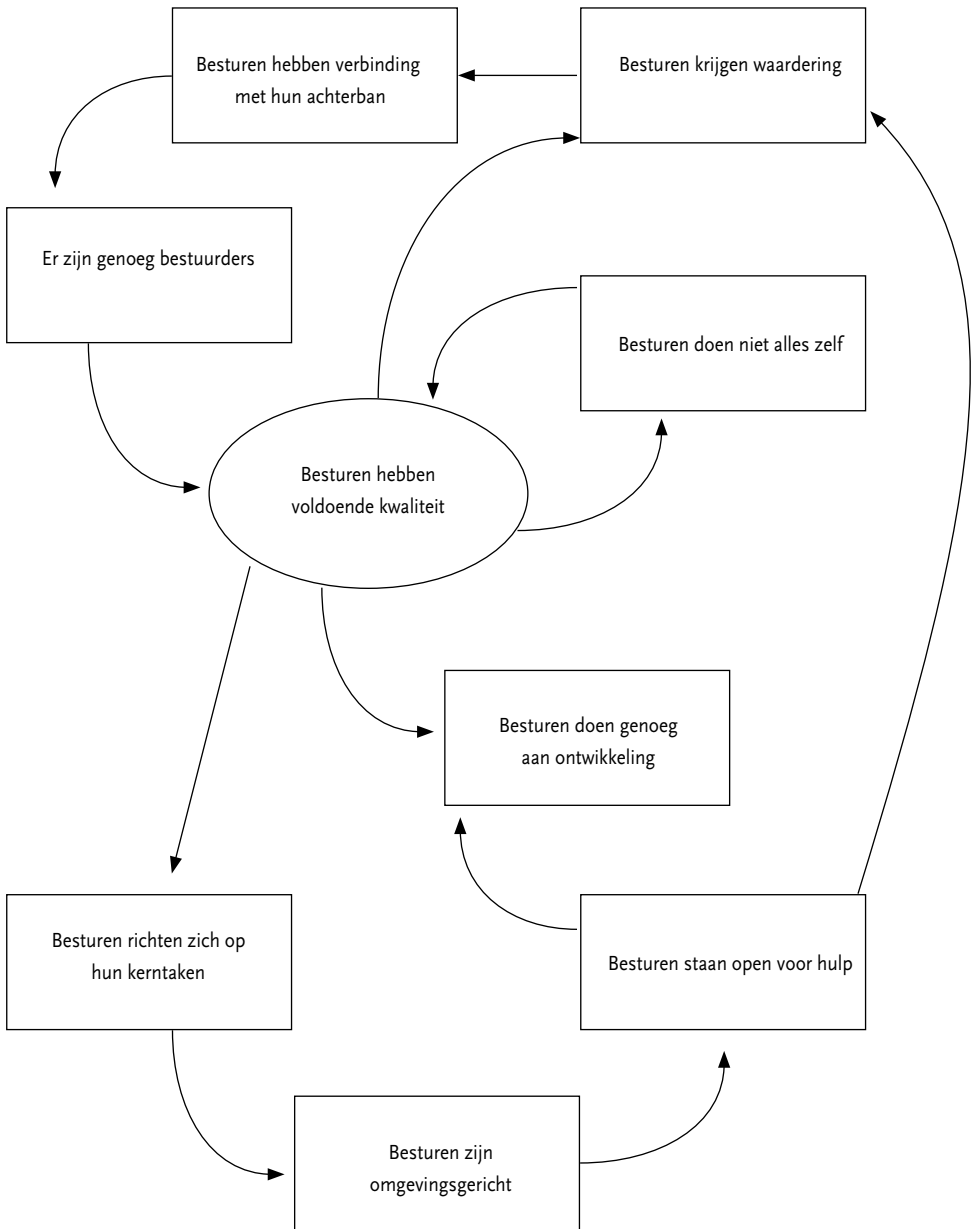 Besturen hebben verbinding
met hun achterban
Besturen krijgen waardering
Er zijn genoeg bestuurders
Besturen doen niet alles zelf
Besturen hebben
voldoende kwaliteit
Besturen doen genoeg
aan ontwikkeling
Besturen richten zich op
hun kerntaken
Besturen staan open voor hulp
Besturen zijn
omgevingsgericht